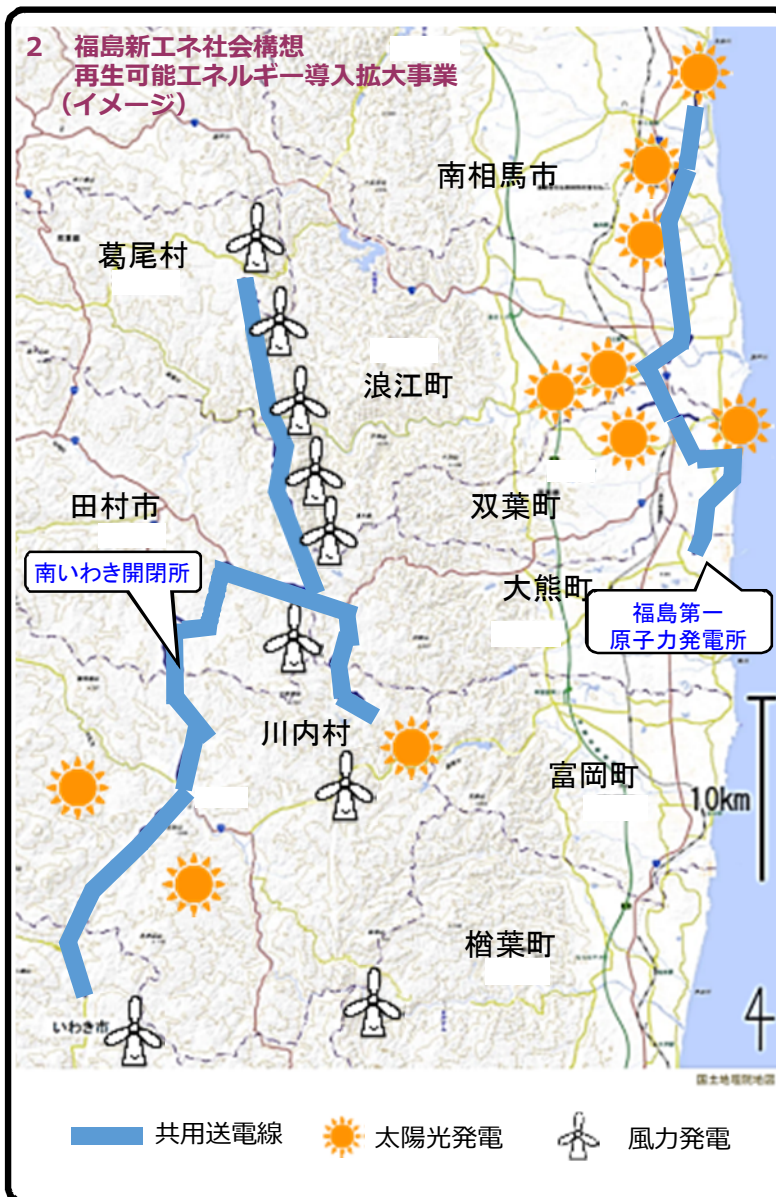 2 福島新エネ社会構想
再生可能エネルギー導入拡大事業
(イメージ)
南相馬市
葛尾村
浪江町
田村市
双葉町
南いわき開閉所
大熊町
福島第一
原子力発電所
川内村
富岡町
10km
楢葉町
いわき市
国土地理院地図
共用送電線
太陽光発電
風力発電